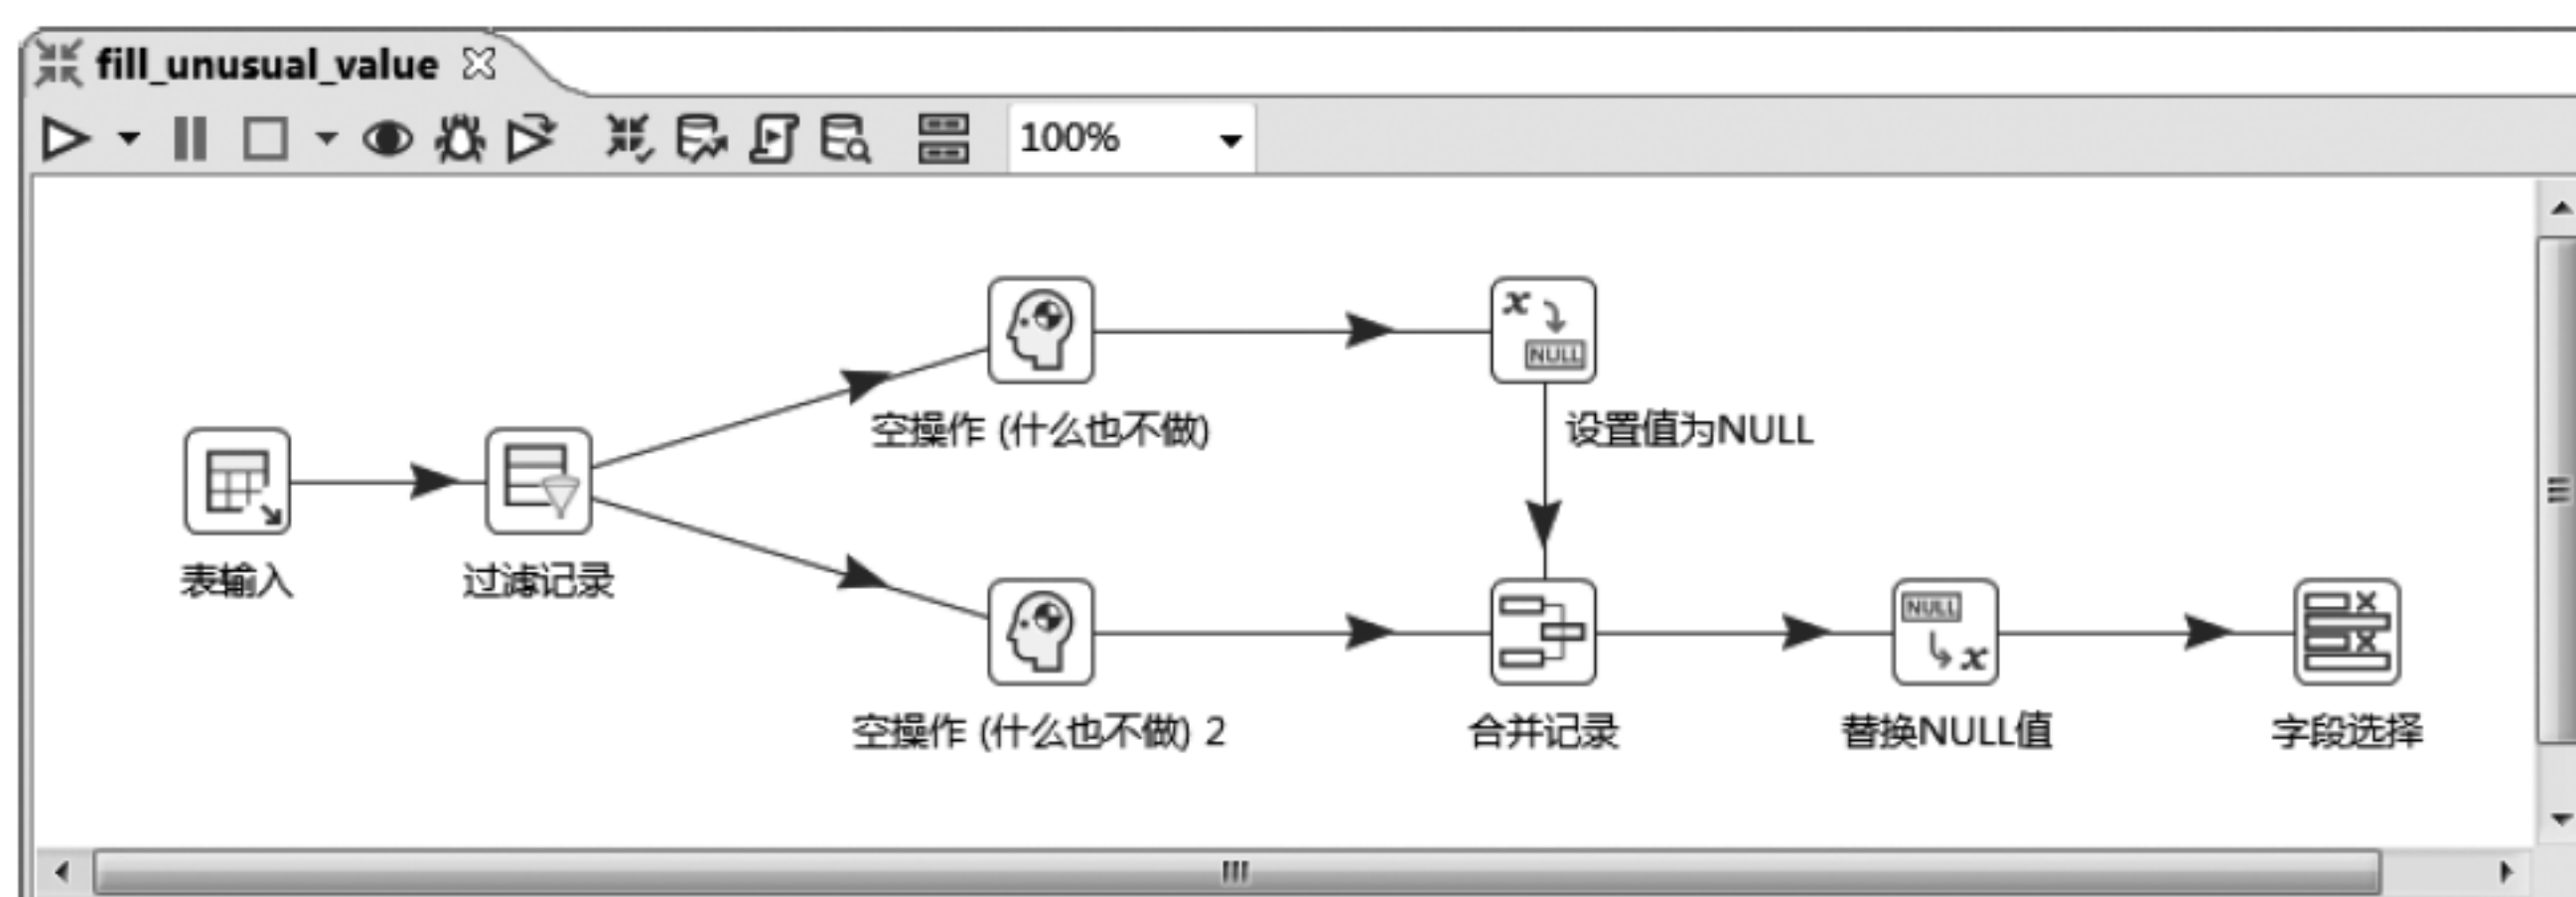 fill_unusual_value
100%
NULL
空操作 (什么也不做)
设置值为NULL
表输入
过滤记录
NULL
空操作 (什么也不做) 2
合并记录
替换NULL值
字段选择